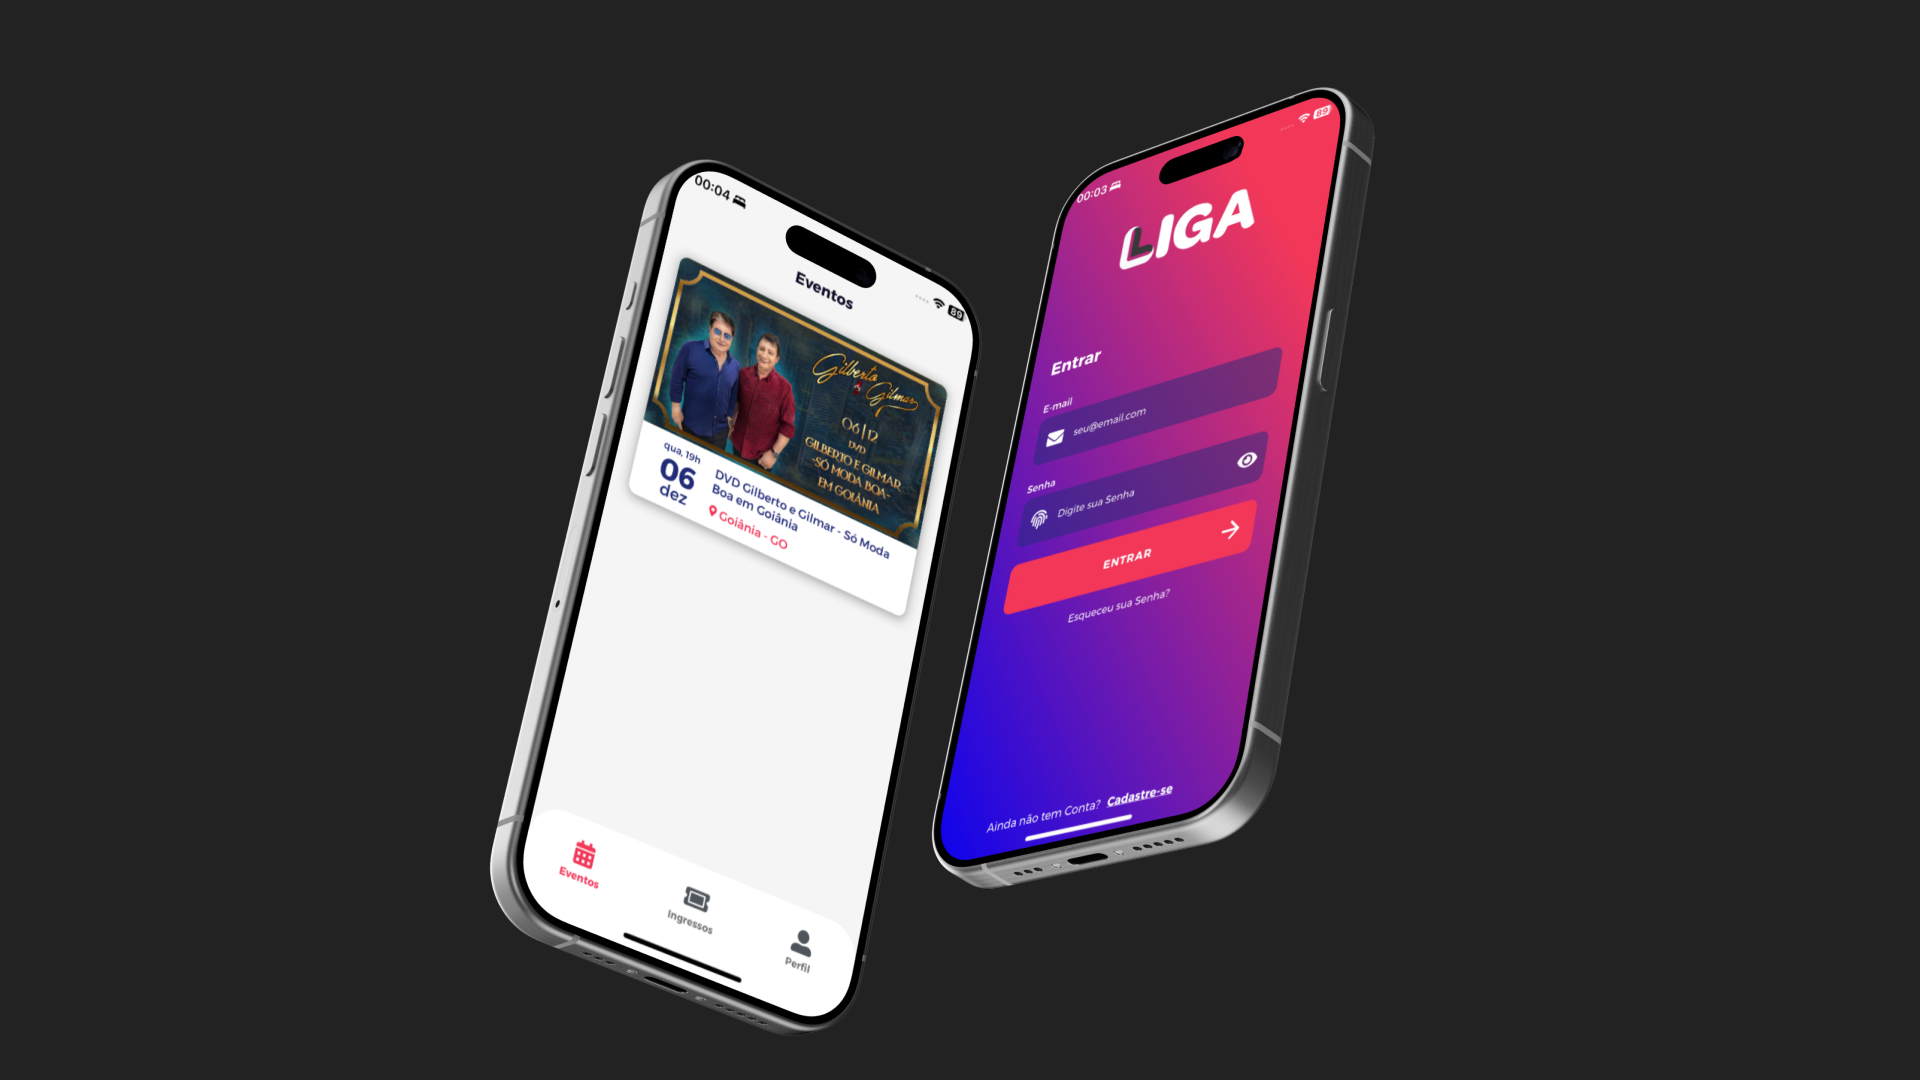 00:04
89
Eventos
Gilberto
Gilmar
06|12
DVD
GILBERTO E GILMAR
-SÓ MODA BOA-
EM GOIÂNIA
qua, 19h
06
dez
DVD Gilberto e Gilmar - Só Moda
Boa em Goiânia
Goiânia - GO
Eventos
Ingressos
Perfil
00:03
89
LIGA
Entrar
E-mail
seu@email.com
Senha
Digite sua Senha
ENTRAR
Esqueceu sua Senha?
Ainda não tem Conta? Cadastre-se